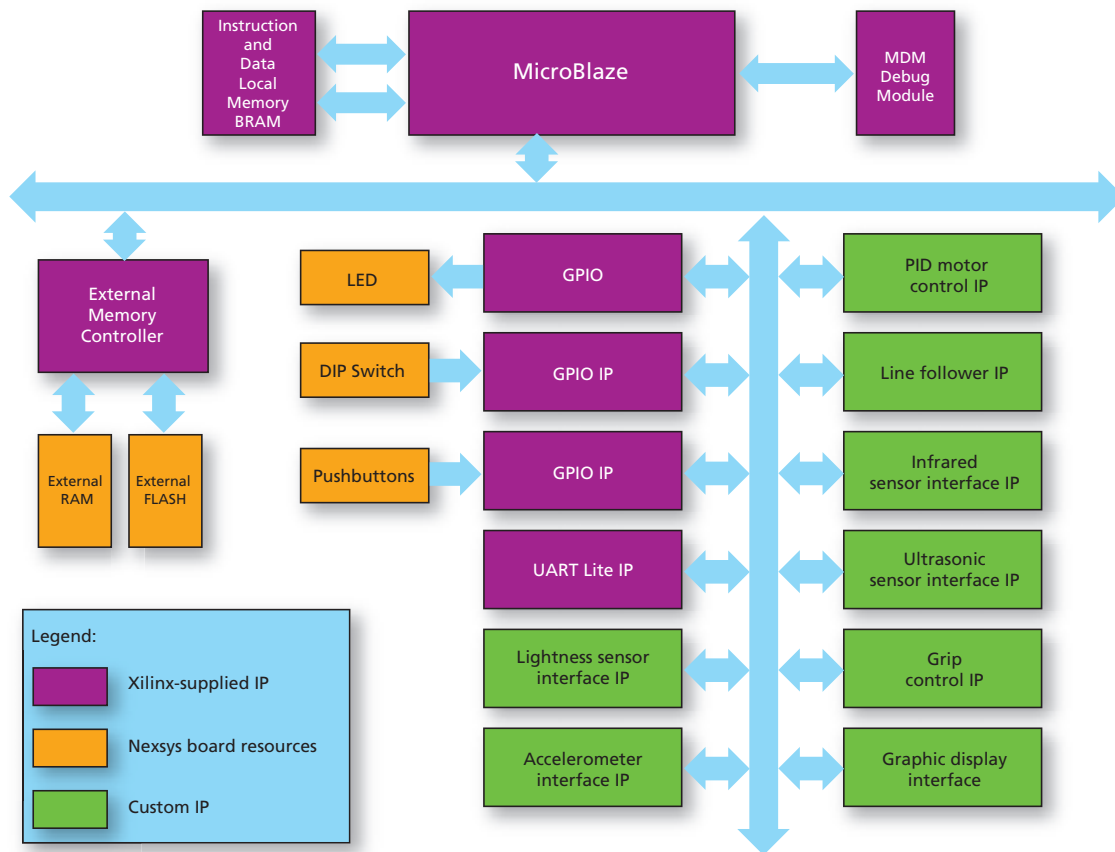 Instruction
and
Data
Local
Memory
BRAM
MicroBlaze
MDM
Debug
Module
External
Memory
Controller
External
RAM
External
FLASH
LED
GPIO
DIP Switch
GPIO IP
Pushbuttons
GPIO IP
UART Lite IP
Lightness sensor
interface IP
Accelerometer
interface IP
PID motor
control IP
Line follower IP
Infrared
sensor interface IP
Ultrasonic
sensor interface IP
Grip
control IP
Graphic display
interface
Legend:
Xilinx-supplied IP
Nexsys board resources
Custom IP